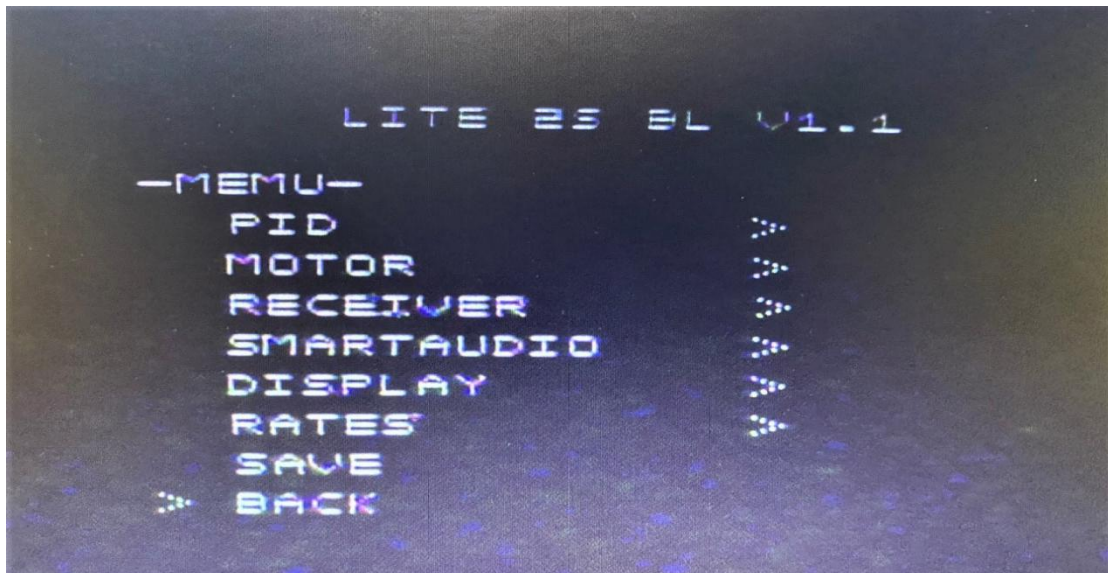 LITE 2S BL V1.1
-MEMU-
PID >
MOTOR >
RECEIVER >
SMARTAUDIO >
DISPLAY >
RATES >
SAVE
> BACK